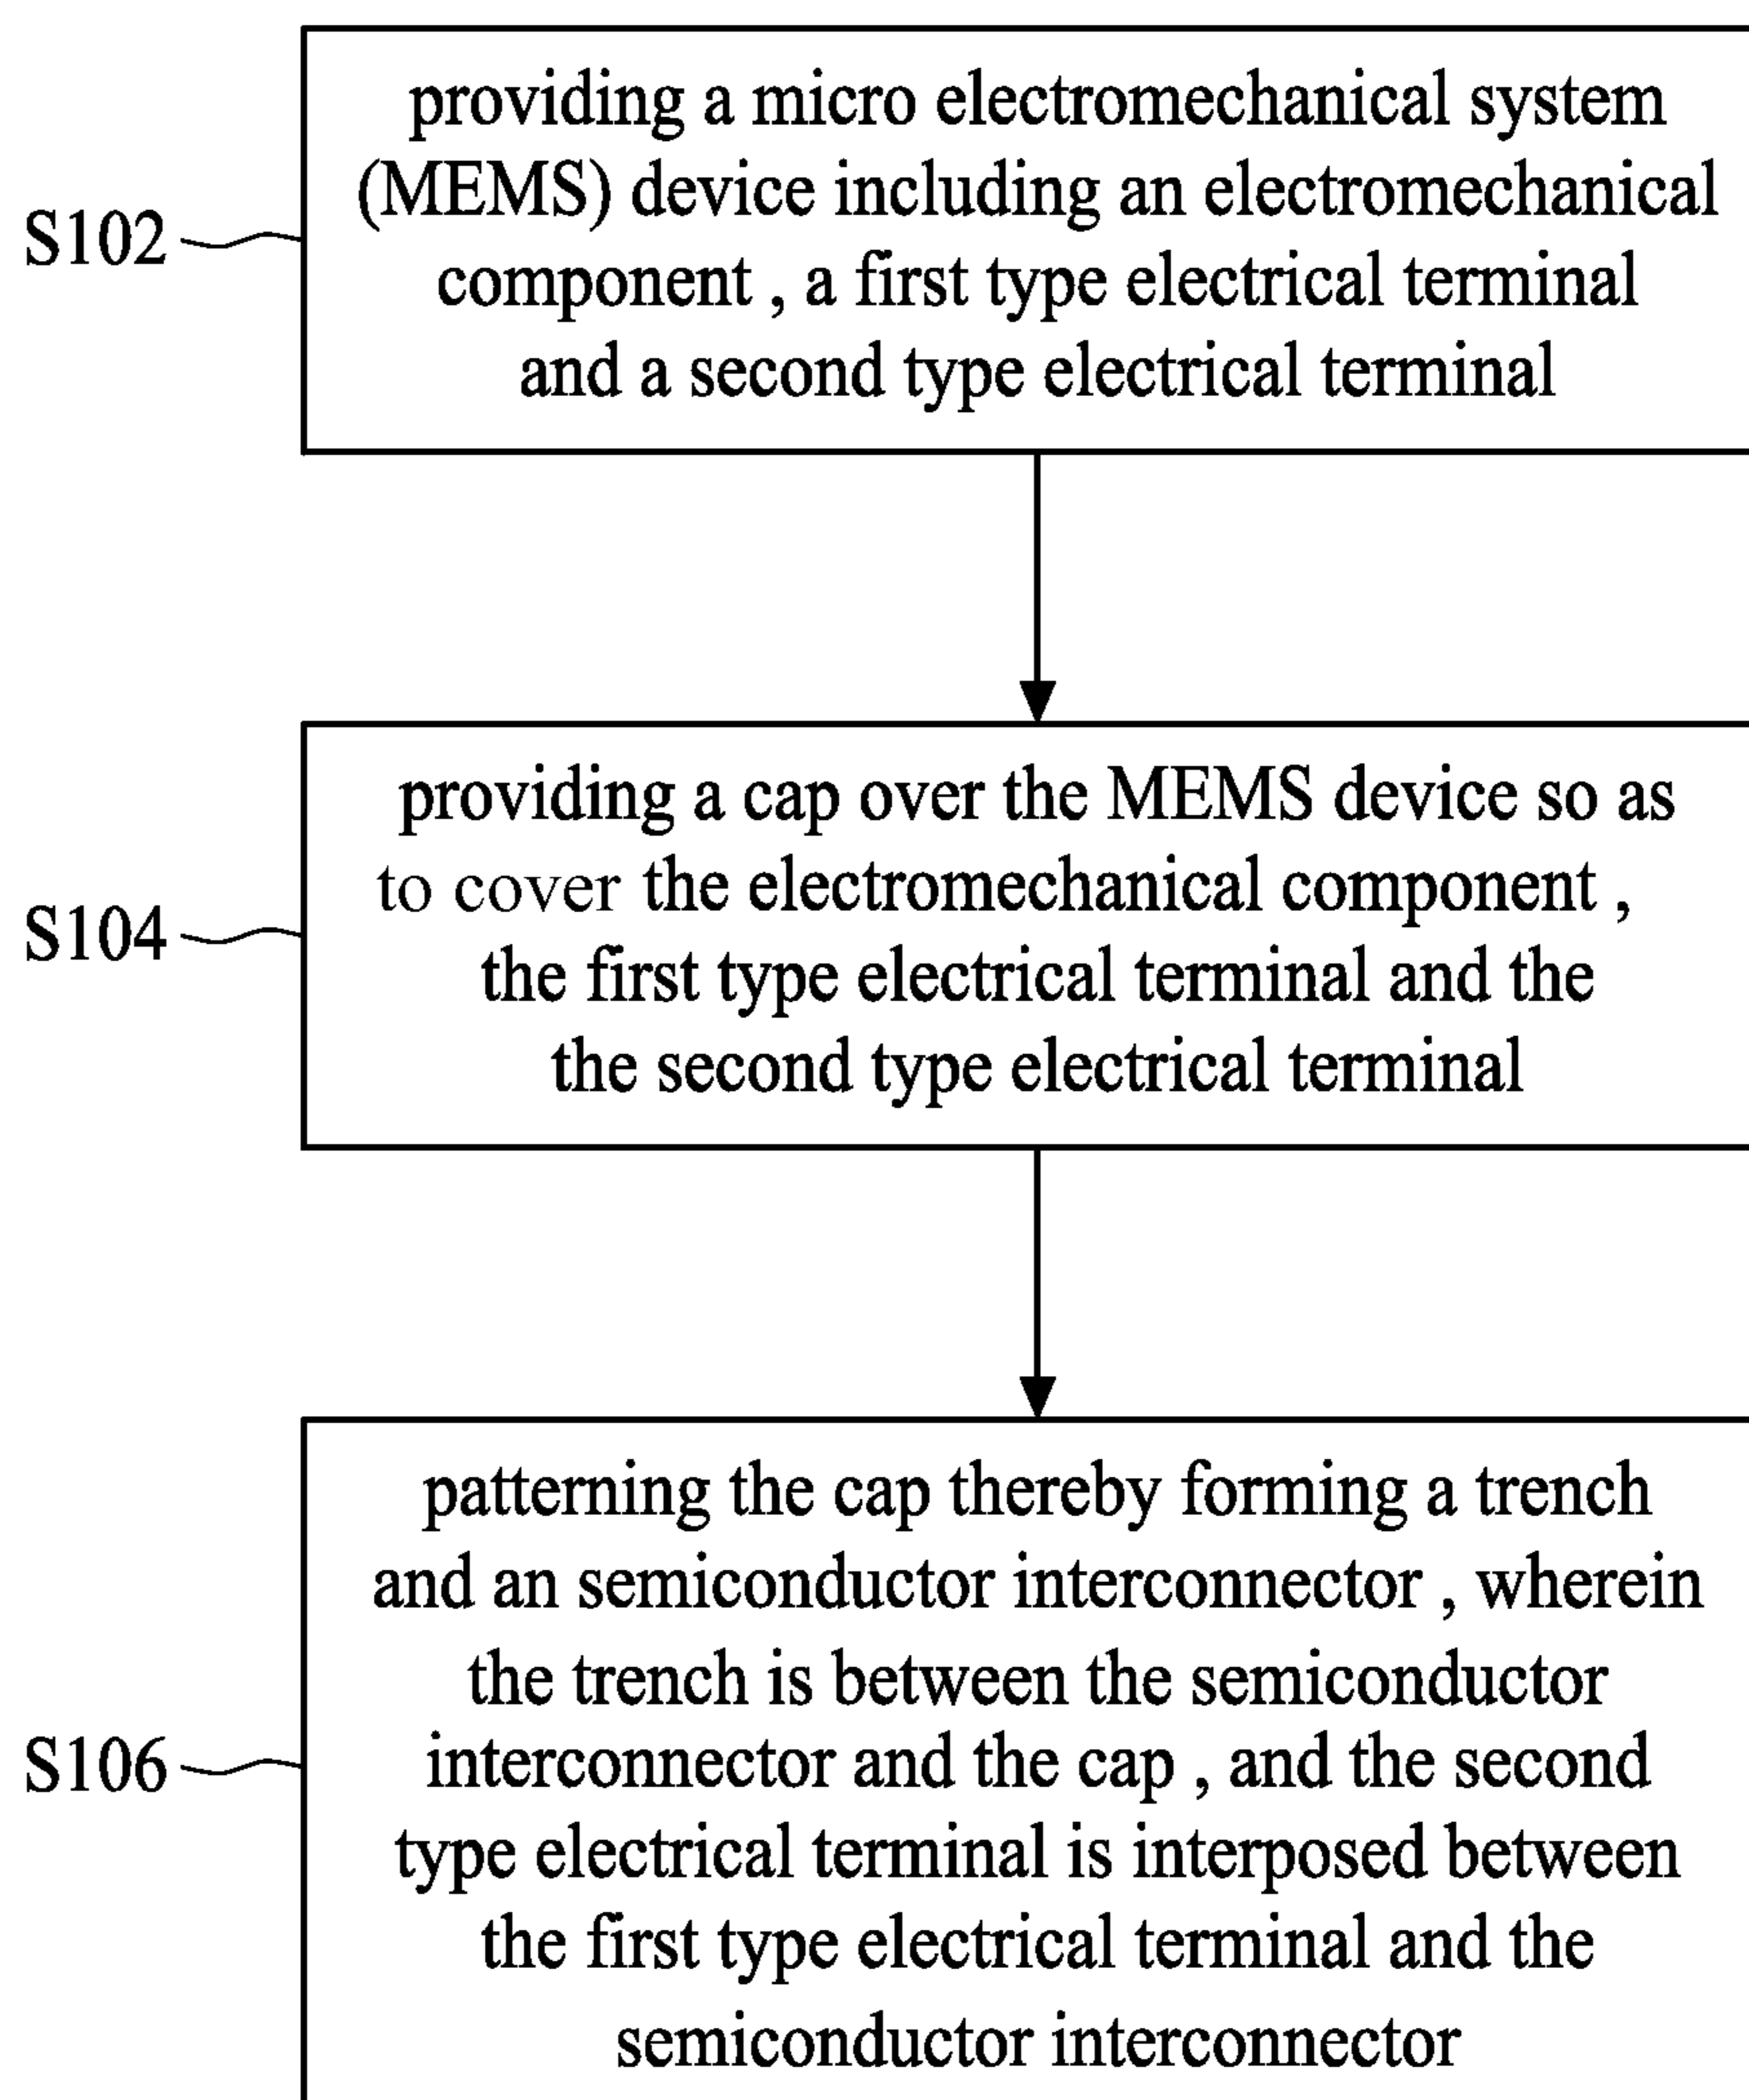 providing a micro electromechanical system
(MEMS) device including an electromechanical
component , a first type electrical terminal
and a second type electrical terminal
S102
providing a cap over the MEMS device so as
to cover the electromechanical component ,
the first type electrical terminal and the
the second type electrical terminal
S104
patterning the cap thereby forming a trench
and an semiconductor interconnector , wherein
the trench is between the semiconductor
interconnector and the cap , and the second
type electrical terminal is interposed between
the first type electrical terminal and the
semiconductor interconnector
S106